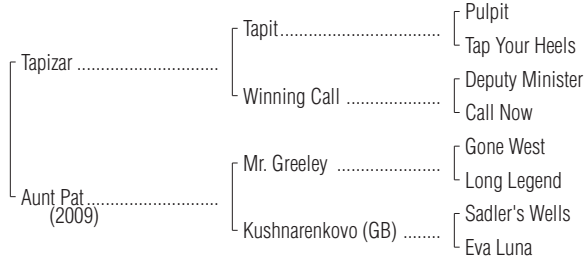 Pulpit
Tapit
Tap Your Heels
Tapizar
Deputy Minister
Winning Call
Call Now
Gone West
Mr. Greeley
Long Legend
Aunt Pat
(2009)
Sadler's Wells
Kushnarenkovo (GB)
Eva Luna